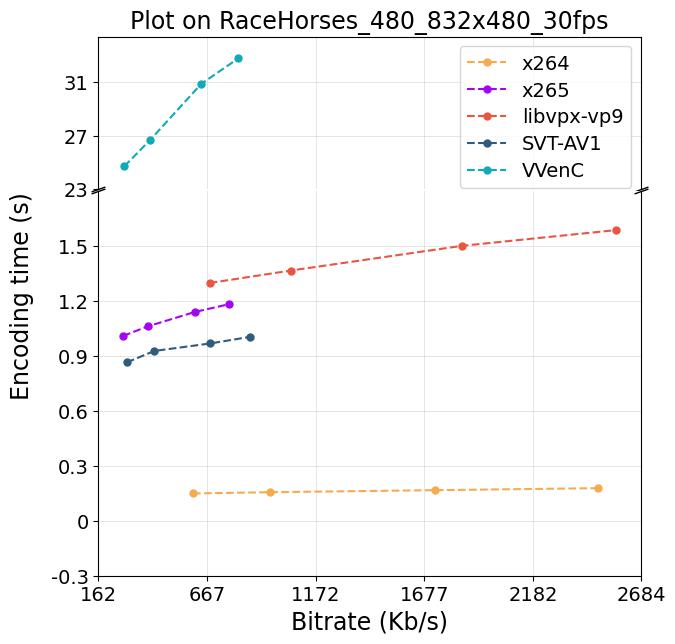 Plot on RaceHorses_480_832x480_30fps
x264
x265
libvpx-vp9
SVT-AV1
VVenC
31
27
23
1.5
1.2
0.9
0.6
0.3
0
-0.3
Encoding time (s)
162 667 1172 1677 2182 2684
Bitrate (Kb/s)